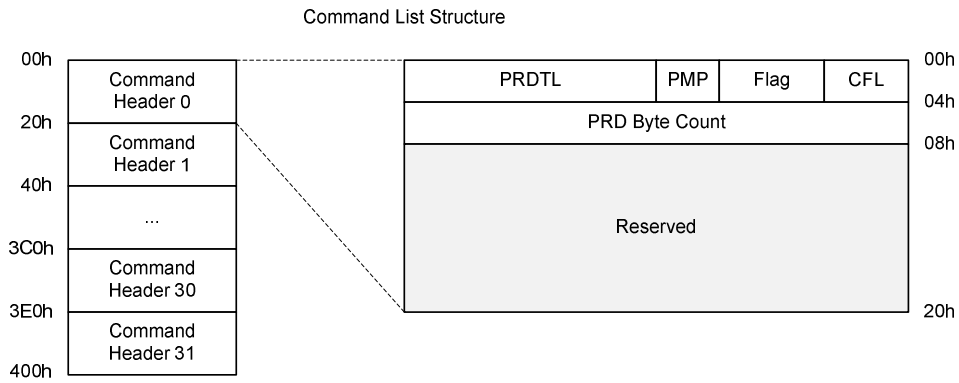 Command List Structure
00h
Command
Header 0
20h
Command
Header 1
40h
...
3C0h
Command
Header 30
3E0h
Command
Header 31
400h
PRDTL PMP Flag CFL
00h
04h
PRD Byte Count
08h
Reserved
20h